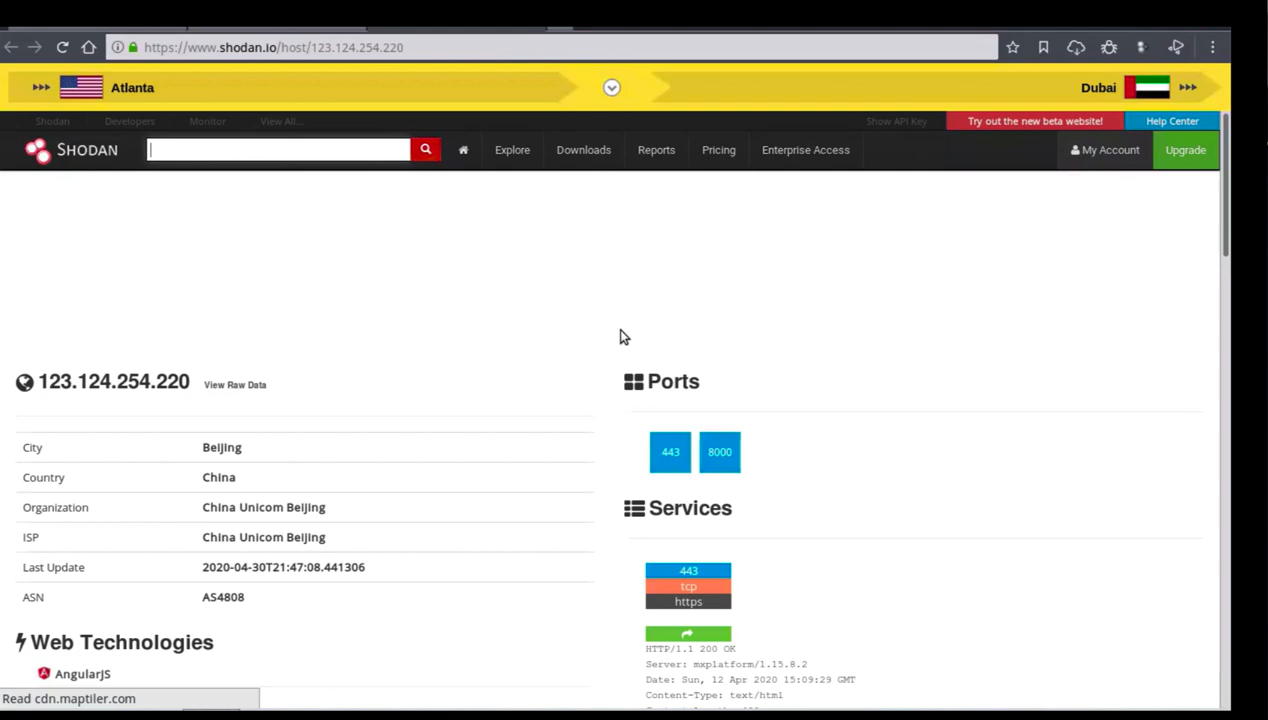 https://www.shodan.io/host/123.124.254.220
Atlanta
Dubai
Shodan
Developers
Monitor
View All...
Show API Key
Try out the new beta website!
Help Center
SHODAN
Explore
Downloads
Reports
Pricing
Enterprise Access
My Account
Upgrade
123.124.254.220 View Raw Data
City Beijing
Country China
Organization China Unicom Beijing
ISP China Unicom Beijing
Last Update 2020-04-30T21:47:08.441306
ASN AS4808
Web Technologies
AngularJS
Read cdn.maptiler.com
Ports
443 8000
Services
443
tcp
https
HTTP/1.1 200 OK
Server: mxplatform/1.15.8.2
Date: Sun, 12 Apr 2020 15:09:29 GMT
Content-Type: text/html